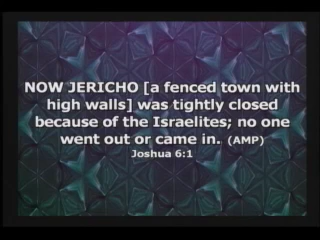 NOW JERICHO [a fenced town with
high walls] was tightly closed
because of the Israelites; no one
went out or came in. (AMP)
Joshua 6:1